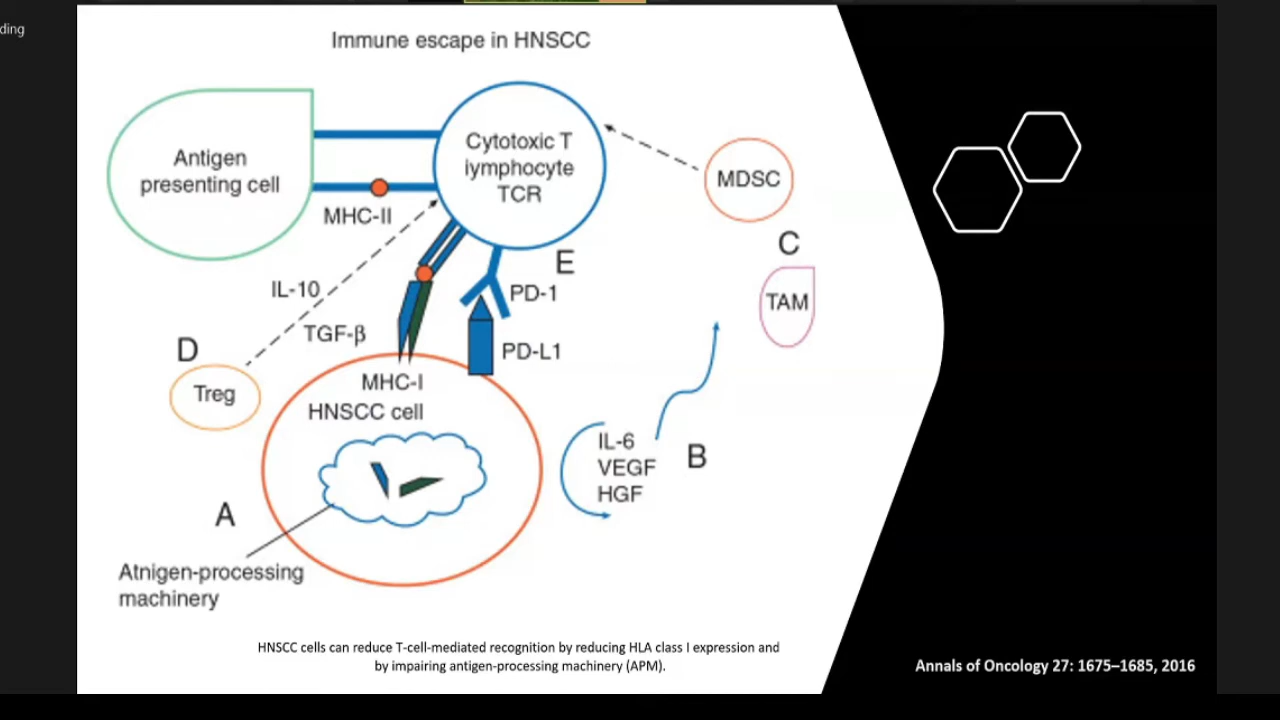 ding
Immune escape in HNSCC
Antigen
presenting cell
Cytotoxic T
iymphocyte
TCR
MHC-II
MDSC
C
TAM
E
PD-1
PD-L1
IL-10
TGF-β
D
Treg
MHC-I
HNSCC cell
IL-6
VEGF
HGF
B
A
Atnigen-processing
machinery
HNSCC cells can reduce T-cell-mediated recognition by reducing HLA class I expression and
by impairing antigen-processing machinery (APM).
Annals of Oncology 27: 1675–1685, 2016